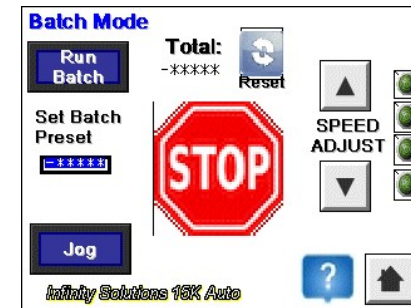 Batch Mode
Run
Batch
Total:
-*****
Reset
Set Batch
Preset
-*****
STOP
SPEED
ADJUST
Jog
?
Infinity Solutions 15K Auto